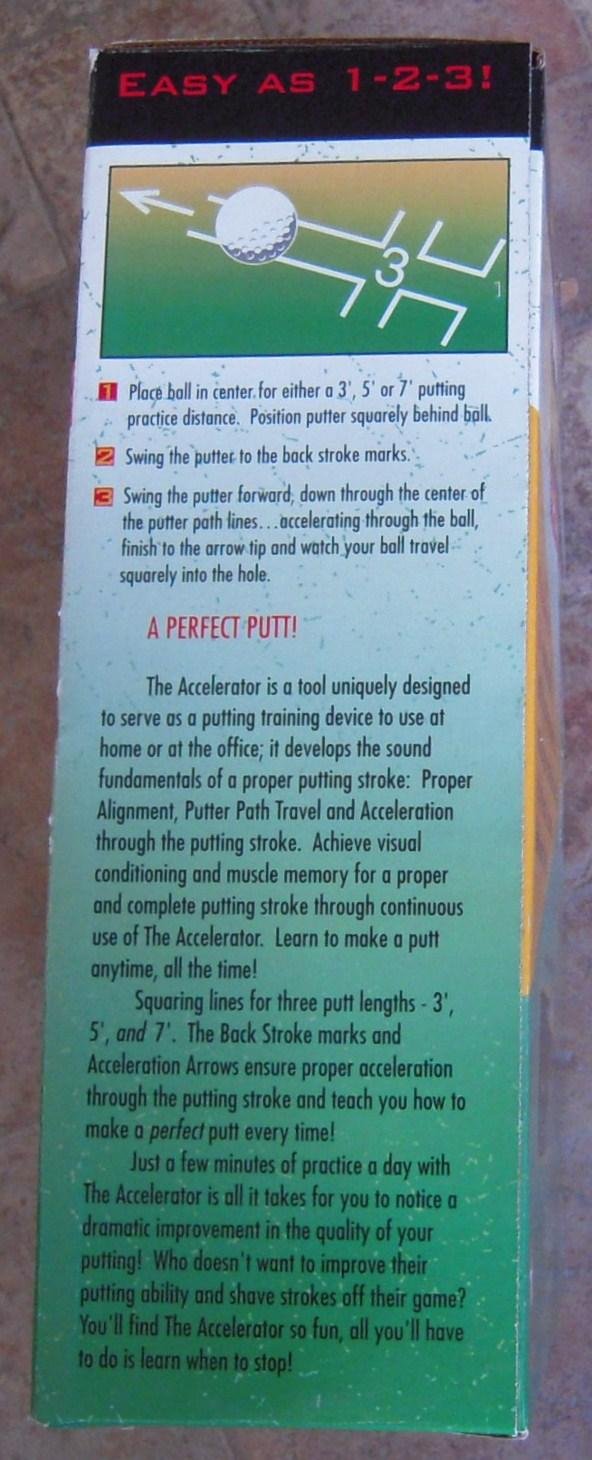 EASY AS 1-2-3!
3
1
1 Place ball in center for either a 3', 5' or 7' putting
practice distance. Position putter squarely behind ball.
2 Swing the putter to the back stroke marks.
3 Swing the putter forward, down through the center of
the putter path lines...accelerating through the ball,
finish to the arrow tip and watch your ball travel
squarely into the hole.
A PERFECT PUTT!
The Accelerator is a tool uniquely designed
to serve as a putting training device to use at
home or at the office; it develops the sound
fundamentals of a proper putting stroke: Proper
Alignment, Putter Path Travel and Acceleration
through the putting stroke. Achieve visual
conditioning and muscle memory for a proper
and complete putting stroke through continuous
use of The Accelerator. Learn to make a putt
anytime, all the time!
Squaring lines for three putt lengths - 3',
5', and 7'. The Back Stroke marks and
Acceleration Arrows ensure proper acceleration
through the putting stroke and teach you how to
make a perfect putt every time!
Just a few minutes of practice a day with
The Accelerator is all it takes for you to notice a
dramatic improvement in the quality of your
putting! Who doesn't want to improve their
putting ability and shave strokes off their game?
You'll find The Accelerator so fun, all you'll have
to do is learn when to stop!